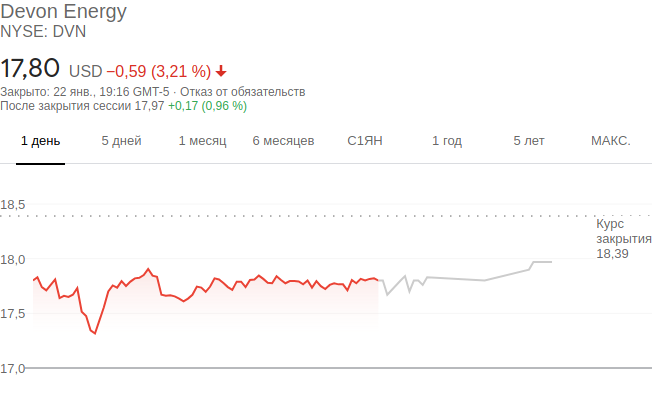 Devon Energy
NYSE: DVN
17,80 USD −0,59 (3,21 %)
Закрыто: 22 янв., 19:16 GMT-5 · Отказ от обязательств
После закрытия сессии 17,97 +0,17 (0,96 %)
1 день 5 дней 1 месяц 6 месяцев С1ЯН 1 год 5 лет МАКС.
18,5
Курс
закрытия
18,39
18,0
17,5
17,0